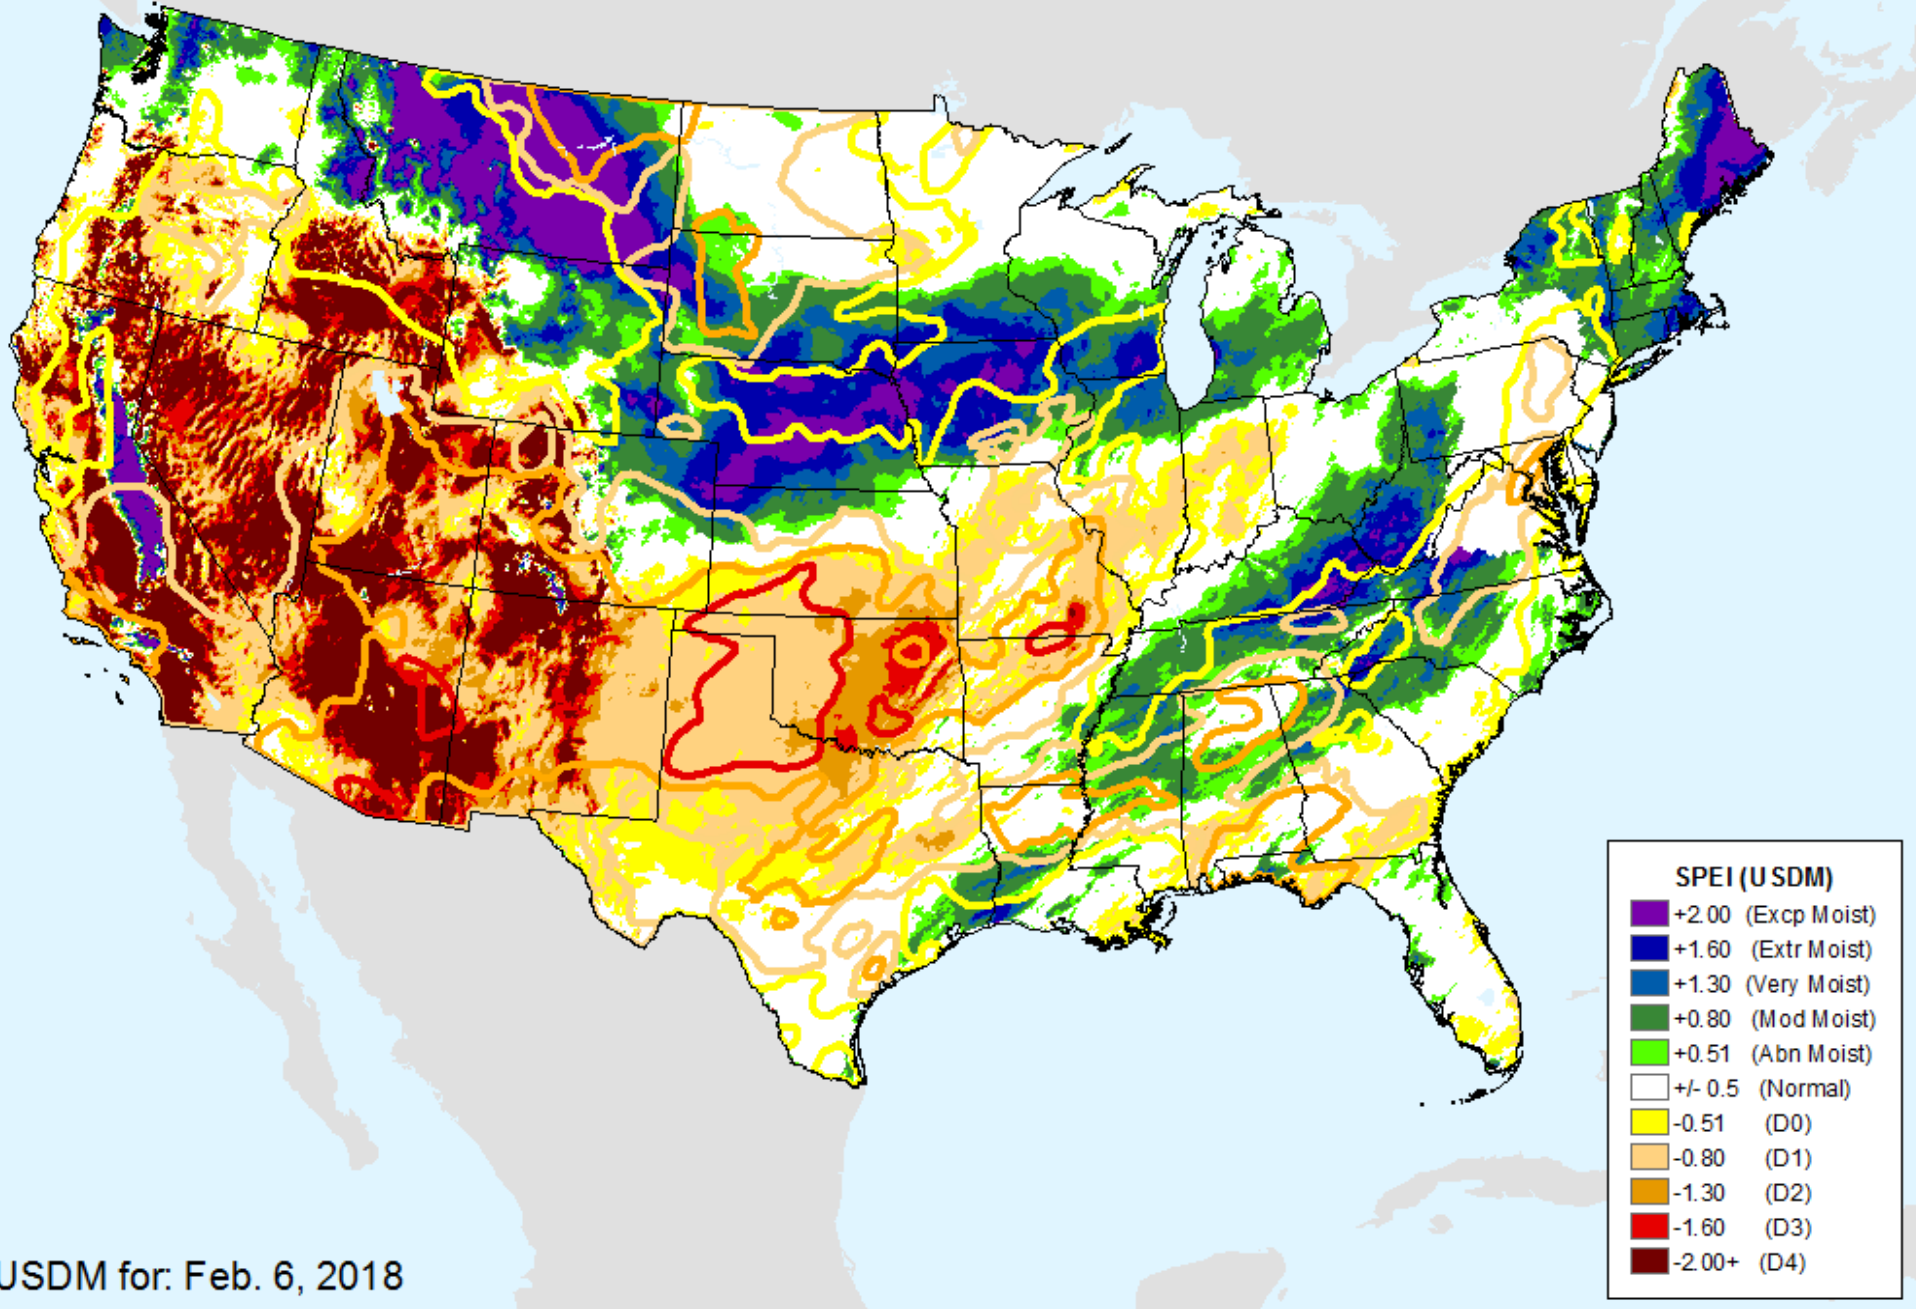 SPEI (USDM)
+2.00 (Excp Moist)
+1.60 (Extr Moist)
+1.30 (Very Moist)
+0.80 (Mod Moist)
+0.51 (Abn Moist)
+/- 0.5 (Normal)
-0.51 (D0)
-0.80 (D1)
-1.30 (D2)
-1.60 (D3)
-2.00+ (D4)
USDM for: Feb. 6, 2018